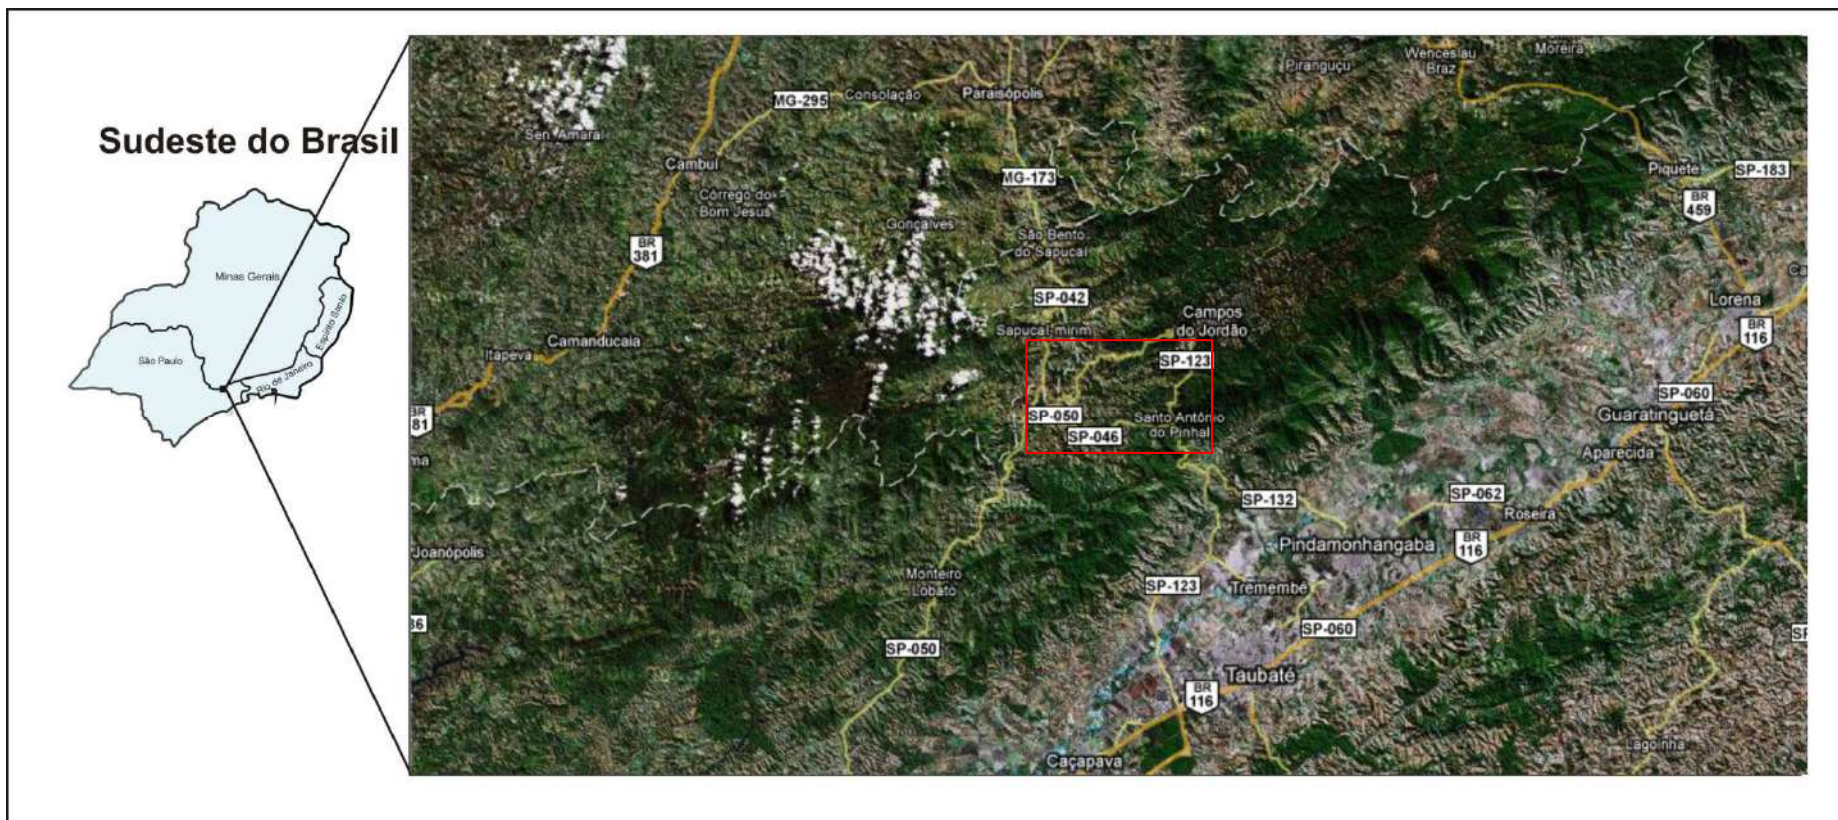 Sudeste do Brasil
Minas Gerais
Espirito Santo
São Paulo
Rio de Janeiro
Moreira
Wenceslau
Braz
Piranguçu
Consolação
Paraisópolis
MG-295
Sen. Amaral
Cambuí
Córrego do
Bom Jesus
MG-173
Piquete
SP-183
BR
459
Gonçalves
São Bento
do Sapucaí
BR
381
SP-042
Lorena
Campos
do Jordão
Sapucaí-mirim
BR
116
Camanducaia
Itapeva
SP-123
SP-060
Guaratinguetá
BR
81
SP-050
Santo Antônio
do Pinhal
SP-046
Aparecida
ma
SP-132
SP-062
Roseira
Pindamonhangaba
BR
116
Joanópolis
Monteiro
Lobato
SP-123
Tremembé
36
SP-060
SP
SP-050
Taubaté
BR
116
Lagoinha
Caçapava